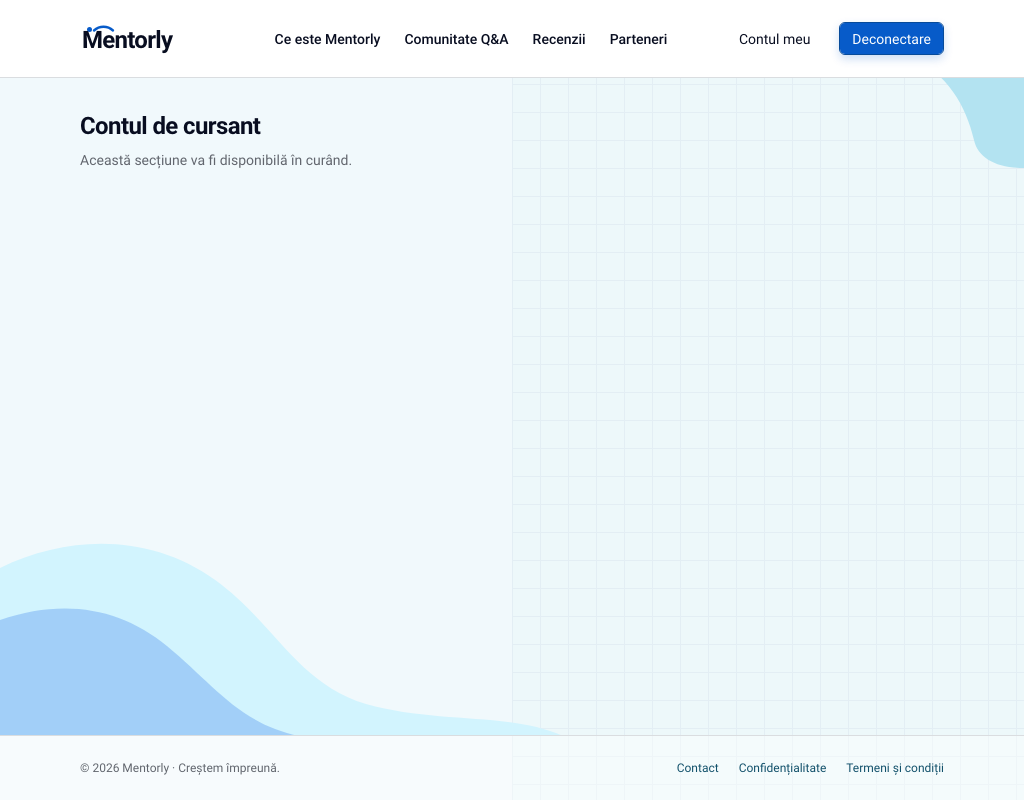 Mentorly
Ce este Mentorly
Comunitate Q&A
Recenzii
Parteneri
Contul meu
Deconectare
Contul de cursant
Această secțiune va fi disponibilă în curând.
© 2026 Mentorly · Creștem împreună.
Contact
Confidențialitate
Termeni și condiții